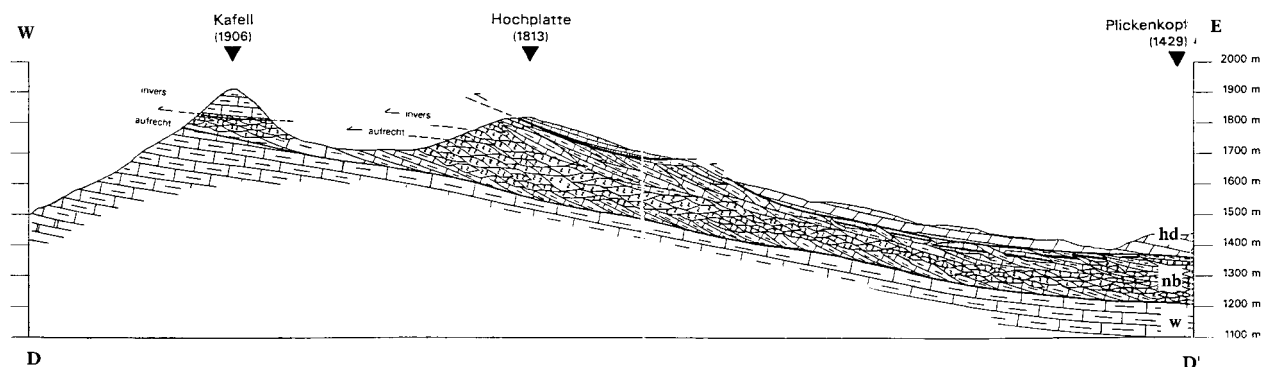 W
Kafell
(1906)
Hochplatte
(1813)
Plickenkopf
(1429)
E
2000 m
1900 m
1800 m
1700 m
1600 m
1500 m
1400 m
1300 m
1200 m
1100 m
invers
aufrecht
invers
aufrecht
hd
nb
w
D
D'